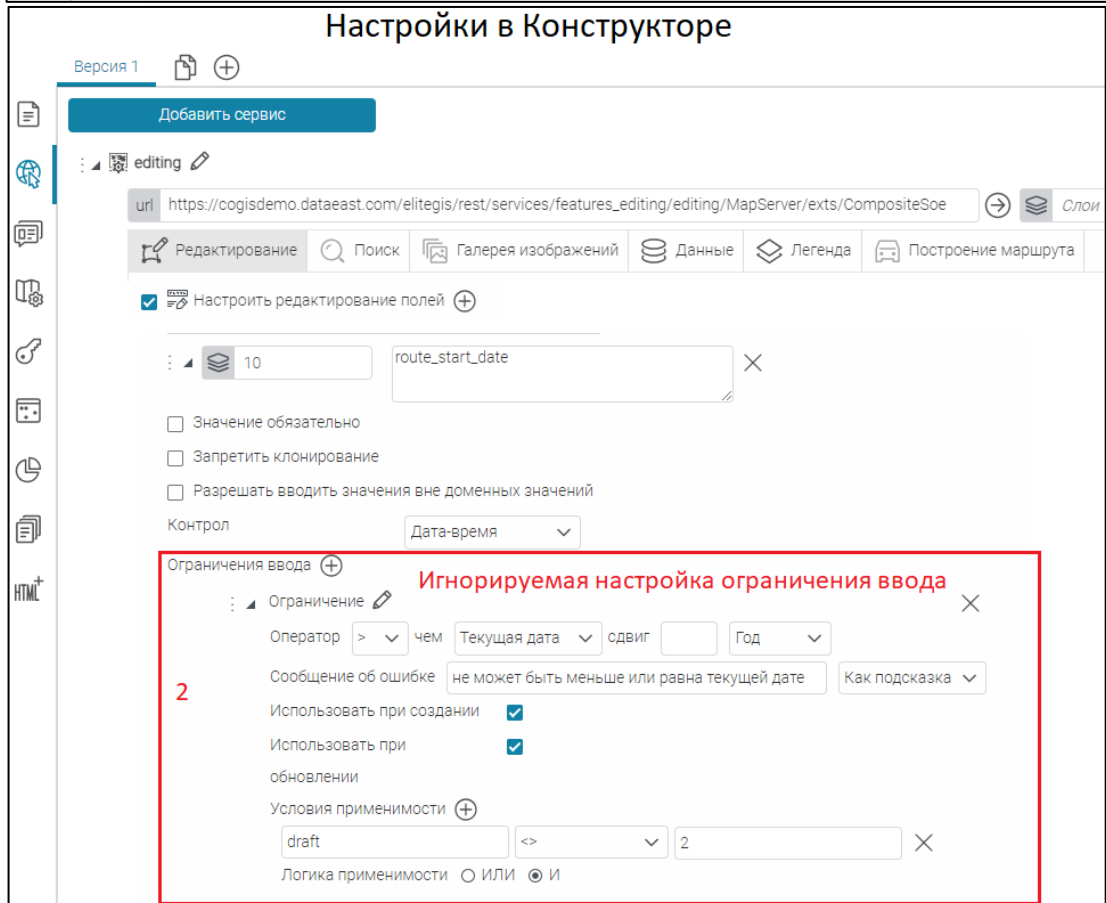 Настройки в Конструкторе
Версия 1
Добавить сервис
editing
url https://cogisdemo.dataeast.com/elitegis/rest/services/features_editing/editing/MapServer/exts/CompositeSoe Слои
Редактирование Поиск Галерея изображений Данные Легенда Построение маршрута
Настроить редактирование полей
10 route_start_date
Значение обязательно
Запретить клонирование
Разрешать вводить значения вне доменных значений
Контрол Дата-время
Ограничения ввода
Игнорируемая настройка ограничения ввода
Ограничение
Оператор > чем Текущая дата сдвиг Год
Сообщение об ошибке не может быть меньше или равна текущей дате Как подсказка
2
Использовать при создании
Использовать при
обновлении
Условия применимости
draft <> 2
Логика применимости ИЛИ И
HTML+